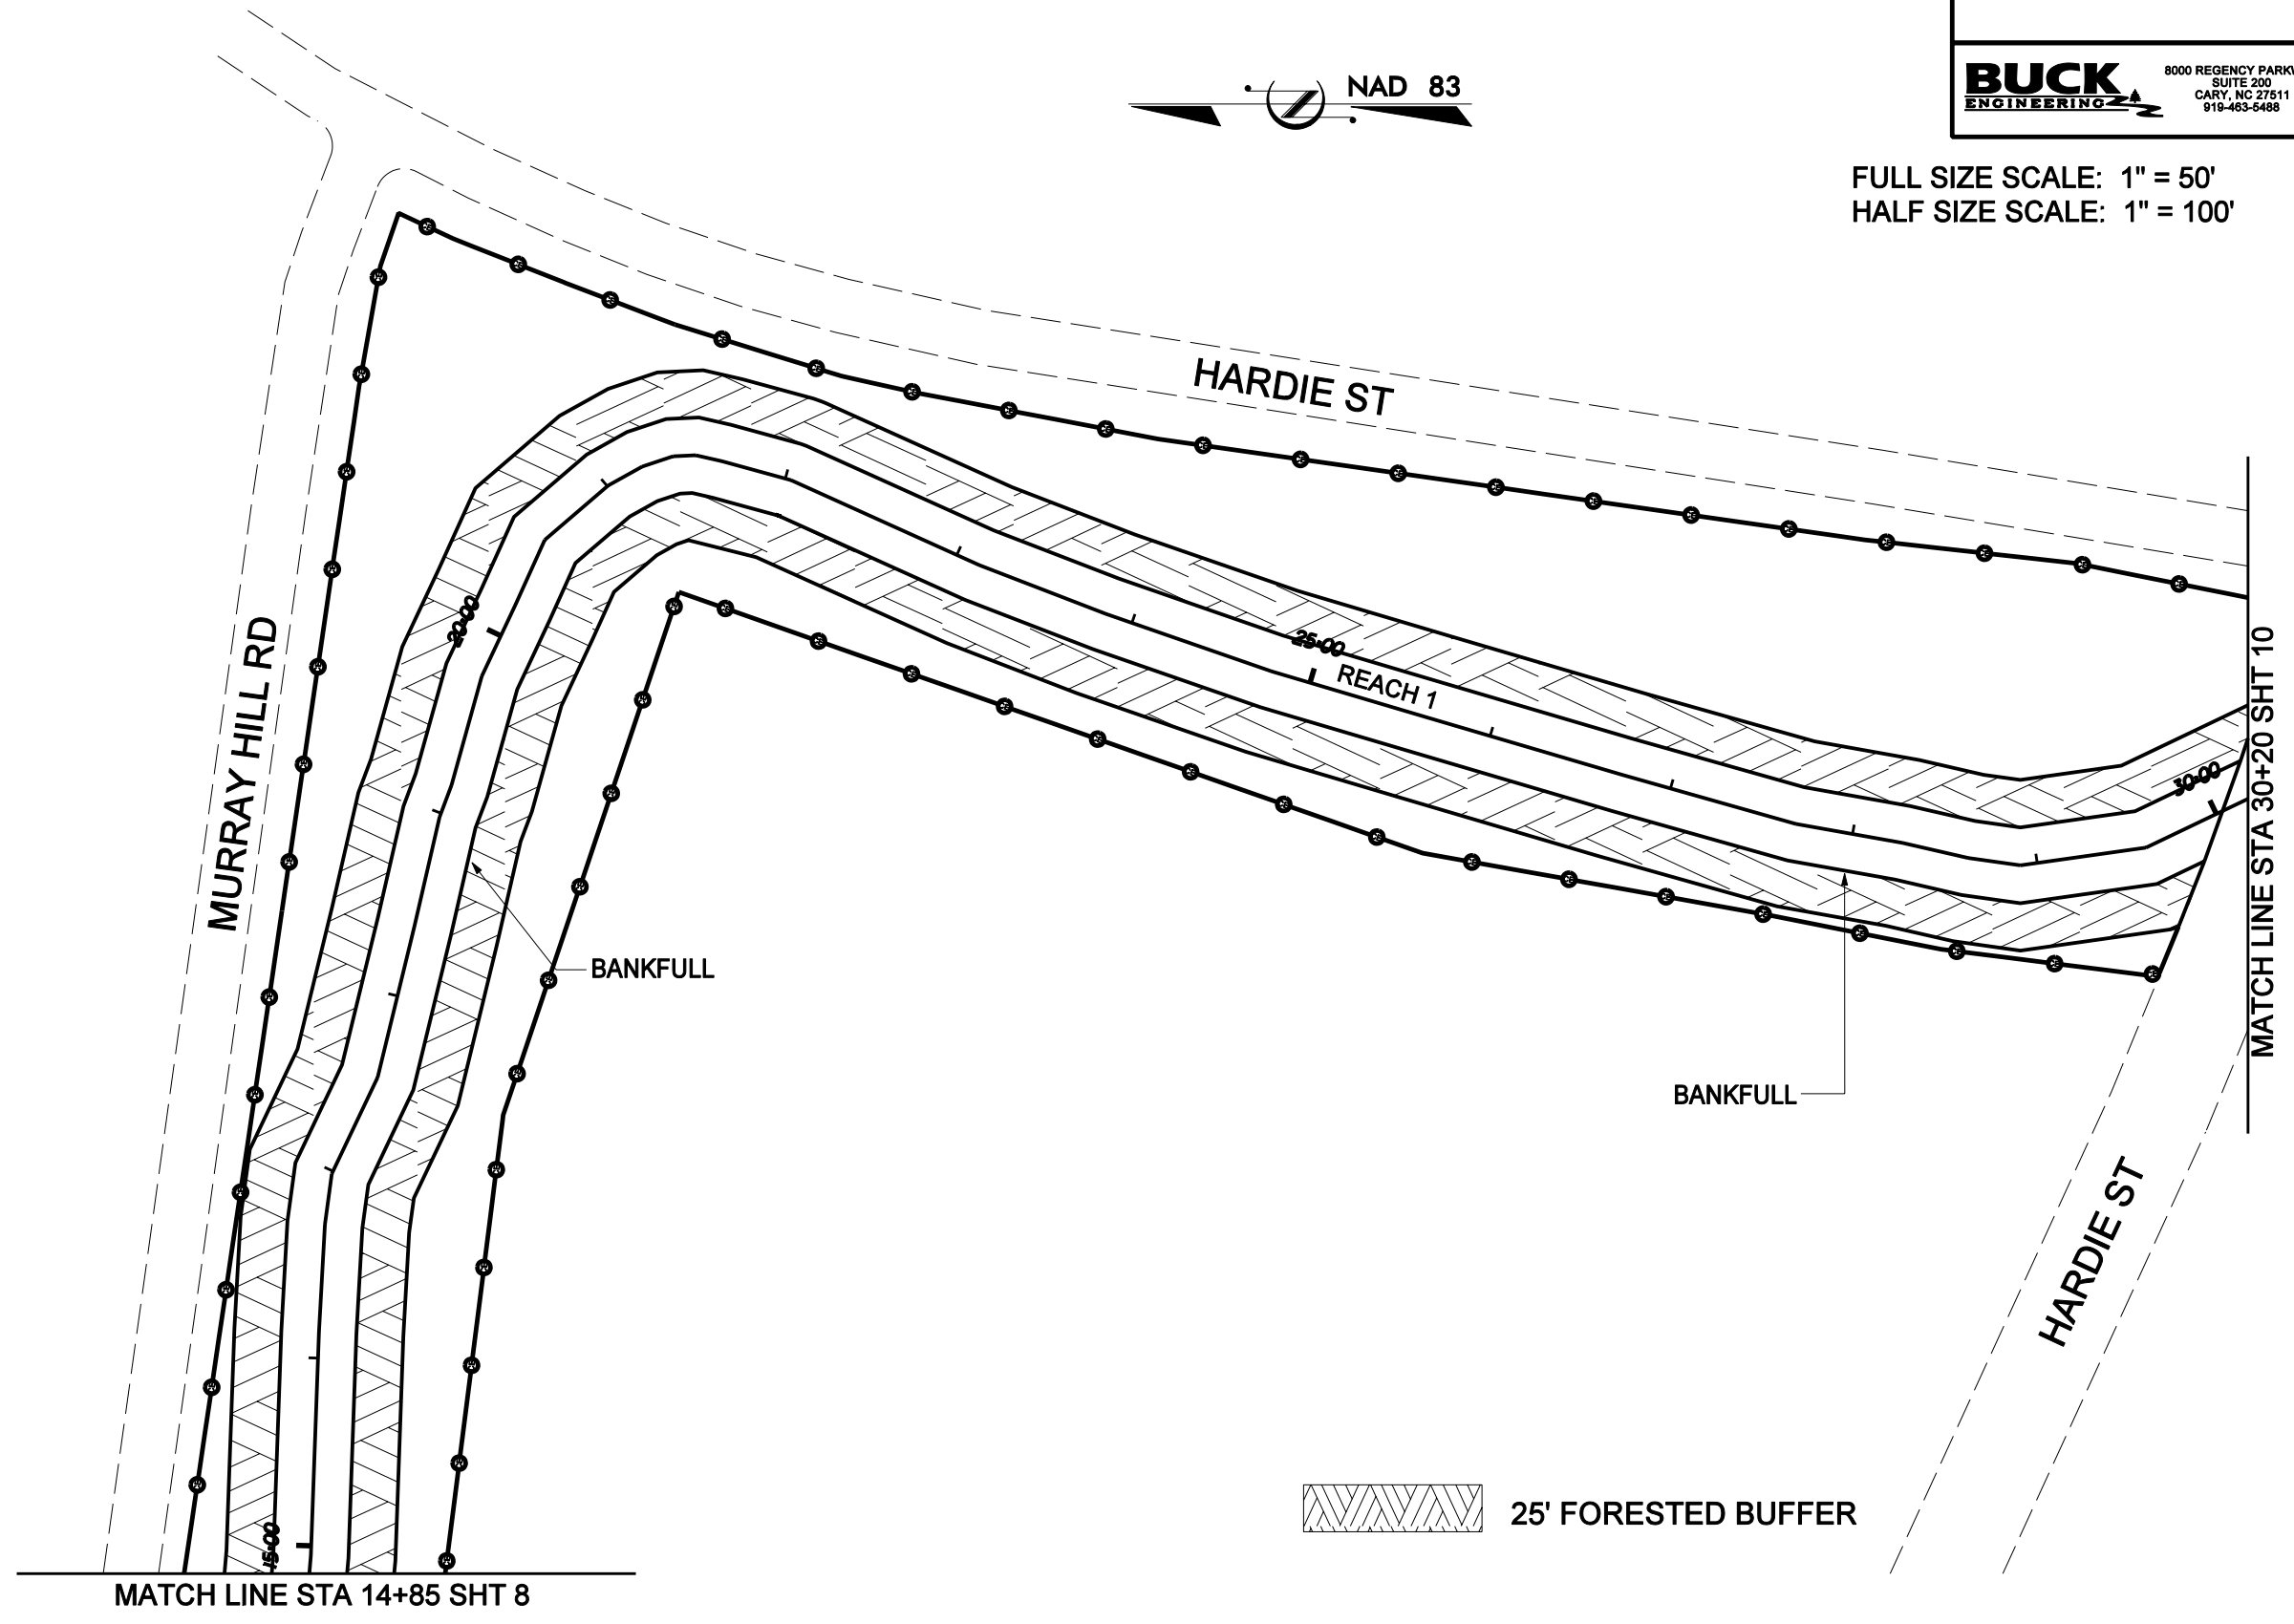 NAD 83
BUCK
ENGINEERING
8000 REGENCY PARKW
SUITE 200
CARY, NC 27511
919-463-5488
FULL SIZE SCALE: 1" = 50'
HALF SIZE SCALE: 1" = 100'
HARDIE ST
MURRAY HILL RD
20+00
25+00
REACH 1
30+00
MATCH LINE STA 30+20 SHT 10
BANKFULL
BANKFULL
HARDIE ST
15+00
25' FORESTED BUFFER
MATCH LINE STA 14+85 SHT 8